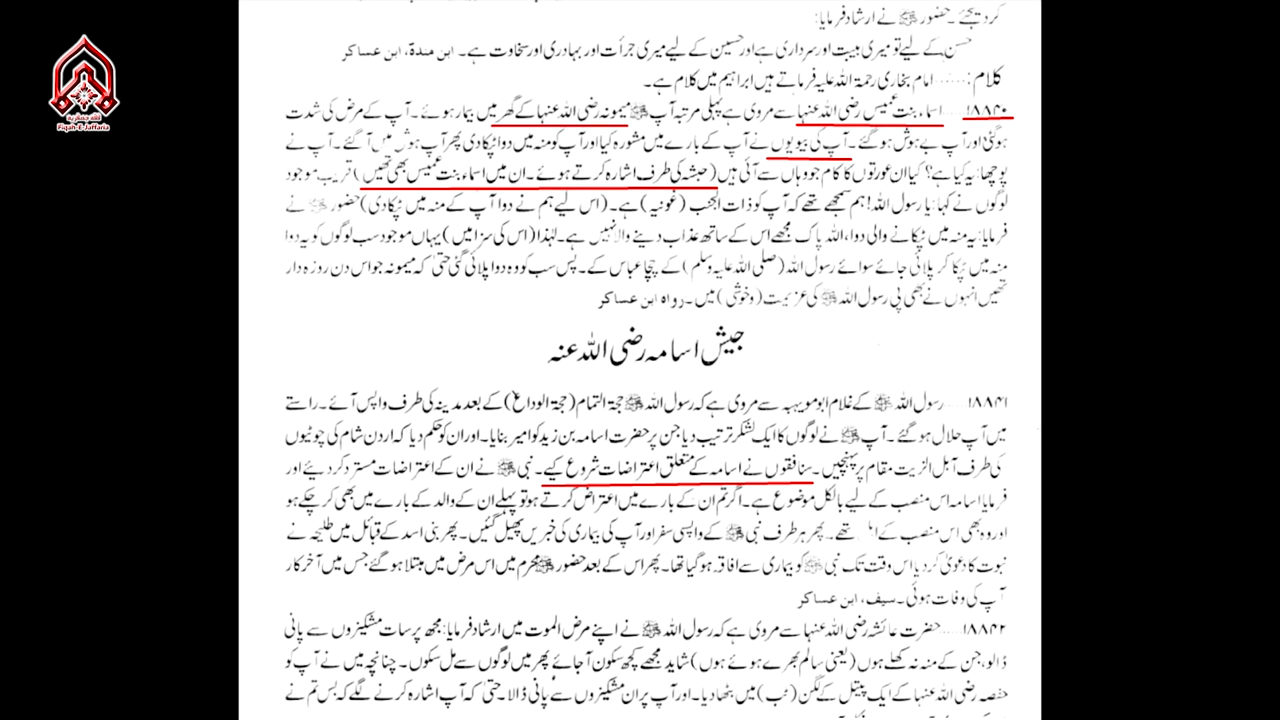 کر دیجئے۔ حضور ﷺ نے ارشاد فرمایا:
حسن کے لیے تو میری ہیبت اور سرداری ہے اور حسین کے لیے میری جرأت اور بہادری اور سخاوت ہے۔ ابن مندۃ، ابن عساکر
کلام:...... امام بخاری رحمۃ اللہ علیہ فرماتے ہیں ابراہیم میں کلام ہے۔
۱۸۸۴۰..... اسماء بنت عمیس رضی اللہ عنہا سے مروی ہے پہلی مرتبہ آپ ﷺ میمونہ رضی اللہ عنہا کے گھر میں بیمار ہوئے۔ آپ کے مرض کی شدت
ہوگئی اور آپ بے ہوش ہوگئے۔ آپ کی بیویوں نے آپ کے بارے میں مشورہ کیا اور آپ کو منہ میں دوا ٹپکا دی پھر آپ ہوش میں آگئے۔ آپ نے
پوچھا: یہ کیا ہے؟ کیا ان عورتوں کا کام جو وہاں سے آئی ہیں (حبشہ کی طرف اشارہ کرتے ہوئے۔ ان میں اسماء بنت عمیس بھی تھیں) قریب موجود
لوگوں نے کہا: یا رسول اللہ! ہم سمجھے تھے کہ آپ کو ذات الجنب (نمونیہ) ہے۔ (اس لیے ہم نے دوا آپ کے منہ میں ٹپکا دی) حضور ﷺ نے
فرمایا: یہ منہ میں ٹپکانے والی دوا، اللہ پاک مجھے اس کے ساتھ عذاب دینے والا نہیں ہے۔ لہٰذا (اس کی سزا میں) یہاں موجود سب لوگوں کو یہ دوا
منہ میں ٹپکا کر پلائی جائے سوائے رسول اللہ (صلی اللہ علیہ وسلم) کے چچا عباس کے۔ پس سب کو وہ دوا پلائی گئی حتیٰ کہ میمونہ جو اس دن روزہ دار
تھیں انہوں نے بھی پی رسول اللہ ﷺ کی عزیمت (و خوشی) میں۔ رواہ ابن عساکر
جیش اسامہ رضی اللہ عنہ
۱۸۸۴۱..... رسول اللہ ﷺ کے غلام ابو مویہبہ سے مروی ہے کہ رسول اللہ ﷺ حجۃ التمام (حجۃ الوداع) کے بعد مدینہ کی طرف واپس آئے۔ راستے
میں آپ حلال ہوگئے۔ آپ ﷺ نے لوگوں کا ایک لشکر ترتیب دیا جن پر حضرت اسامہ بن زید کو امیر بنایا۔ اور ان کو حکم دیا کہ اردن شام کی چوٹیوں
کی طرف آبل الزیت مقام پر پہنچیں۔ منافقوں نے اسامہ کے متعلق اعتراضات شروع کیے۔ نبی ﷺ نے ان کے اعتراضات مسترد کر دیئے اور
فرمایا اسامہ اس منصب کے لیے بالکل موضوع ہے۔ اگر تم ان کے بارے میں اعتراض کرتے ہو تو پہلے ان کے والد کے بارے میں بھی کر چکے ہو
اور وہ بھی اس منصب کے اہل تھے۔ پھر ہر طرف نبی ﷺ کے واپسی سفر اور آپ کی بیماری کی خبریں پھیل گئیں۔ پھر بنی اسد کے قبائل میں طلیحہ نے
نبوت کا دعویٰ کر دیا اس وقت تک نبی ﷺ کو بیماری سے افاقہ ہوگیا تھا۔ پھر اس کے بعد حضور ﷺ محرم میں اس مرض میں مبتلا ہوگئے جس میں آخر کار
آپ کی وفات ہوئی۔ سیف، ابن عساکر
۱۸۸۴۲..... حضرت عائشہ رضی اللہ عنہا سے مروی ہے کہ رسول اللہ ﷺ نے اپنے مرض الموت میں ارشاد فرمایا: مجھ پر سات مشکیزوں سے پانی
ڈالو، جن کے منہ نہ کھلے ہوں (یعنی سالم بھرے ہوئے ہوں) شاید مجھے کچھ سکون آجائے پھر میں لوگوں سے مل سکوں۔ چنانچہ میں نے آپ کو
حفصہ رضی اللہ عنہا کے ایک پیتل کے لگن (ٹب) میں بٹھا دیا۔ اور آپ پر ان مشکیزوں سے پانی ڈالا۔ حتیٰ کہ آپ اشارہ کرنے لگے کہ بس تم نے
Fiqah-E-Jaffaria